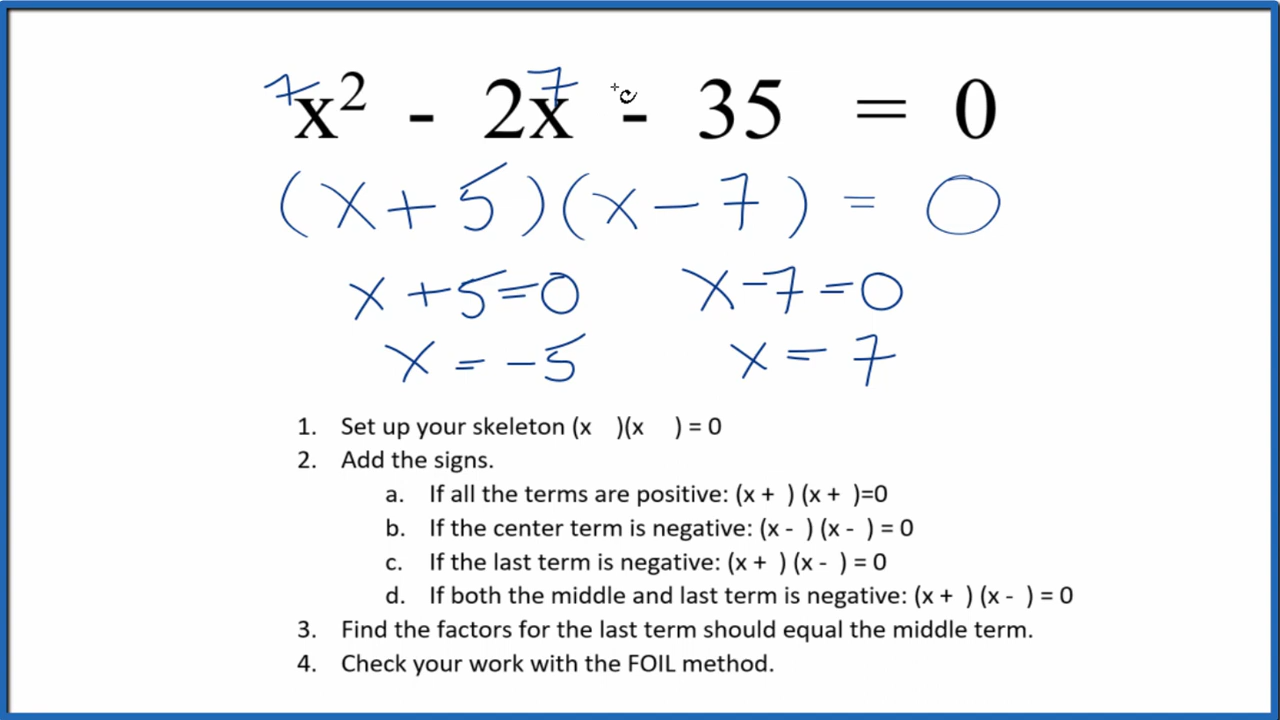 7x² - 2x7 - 35 = 0
(x + 5)(x - 7) = 0
x + 5 = 0 x - 7 = 0
x = -5 x = 7
1. Set up your skeleton (x )(x ) = 0
2. Add the signs.
a. If all the terms are positive: (x + ) (x + )=0
b. If the center term is negative: (x - ) (x - ) = 0
c. If the last term is negative: (x + ) (x - ) = 0
d. If both the middle and last term is negative: (x + ) (x - ) = 0
3. Find the factors for the last term should equal the middle term.
4. Check your work with the FOIL method.